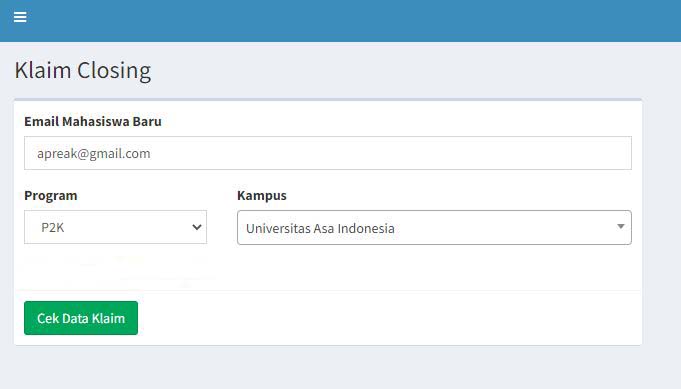 Klaim Closing
Email Mahasiswa Baru
apreak@gmail.com
Program
Kampus
P2K
Universitas Asa Indonesia
Cek Data Klaim